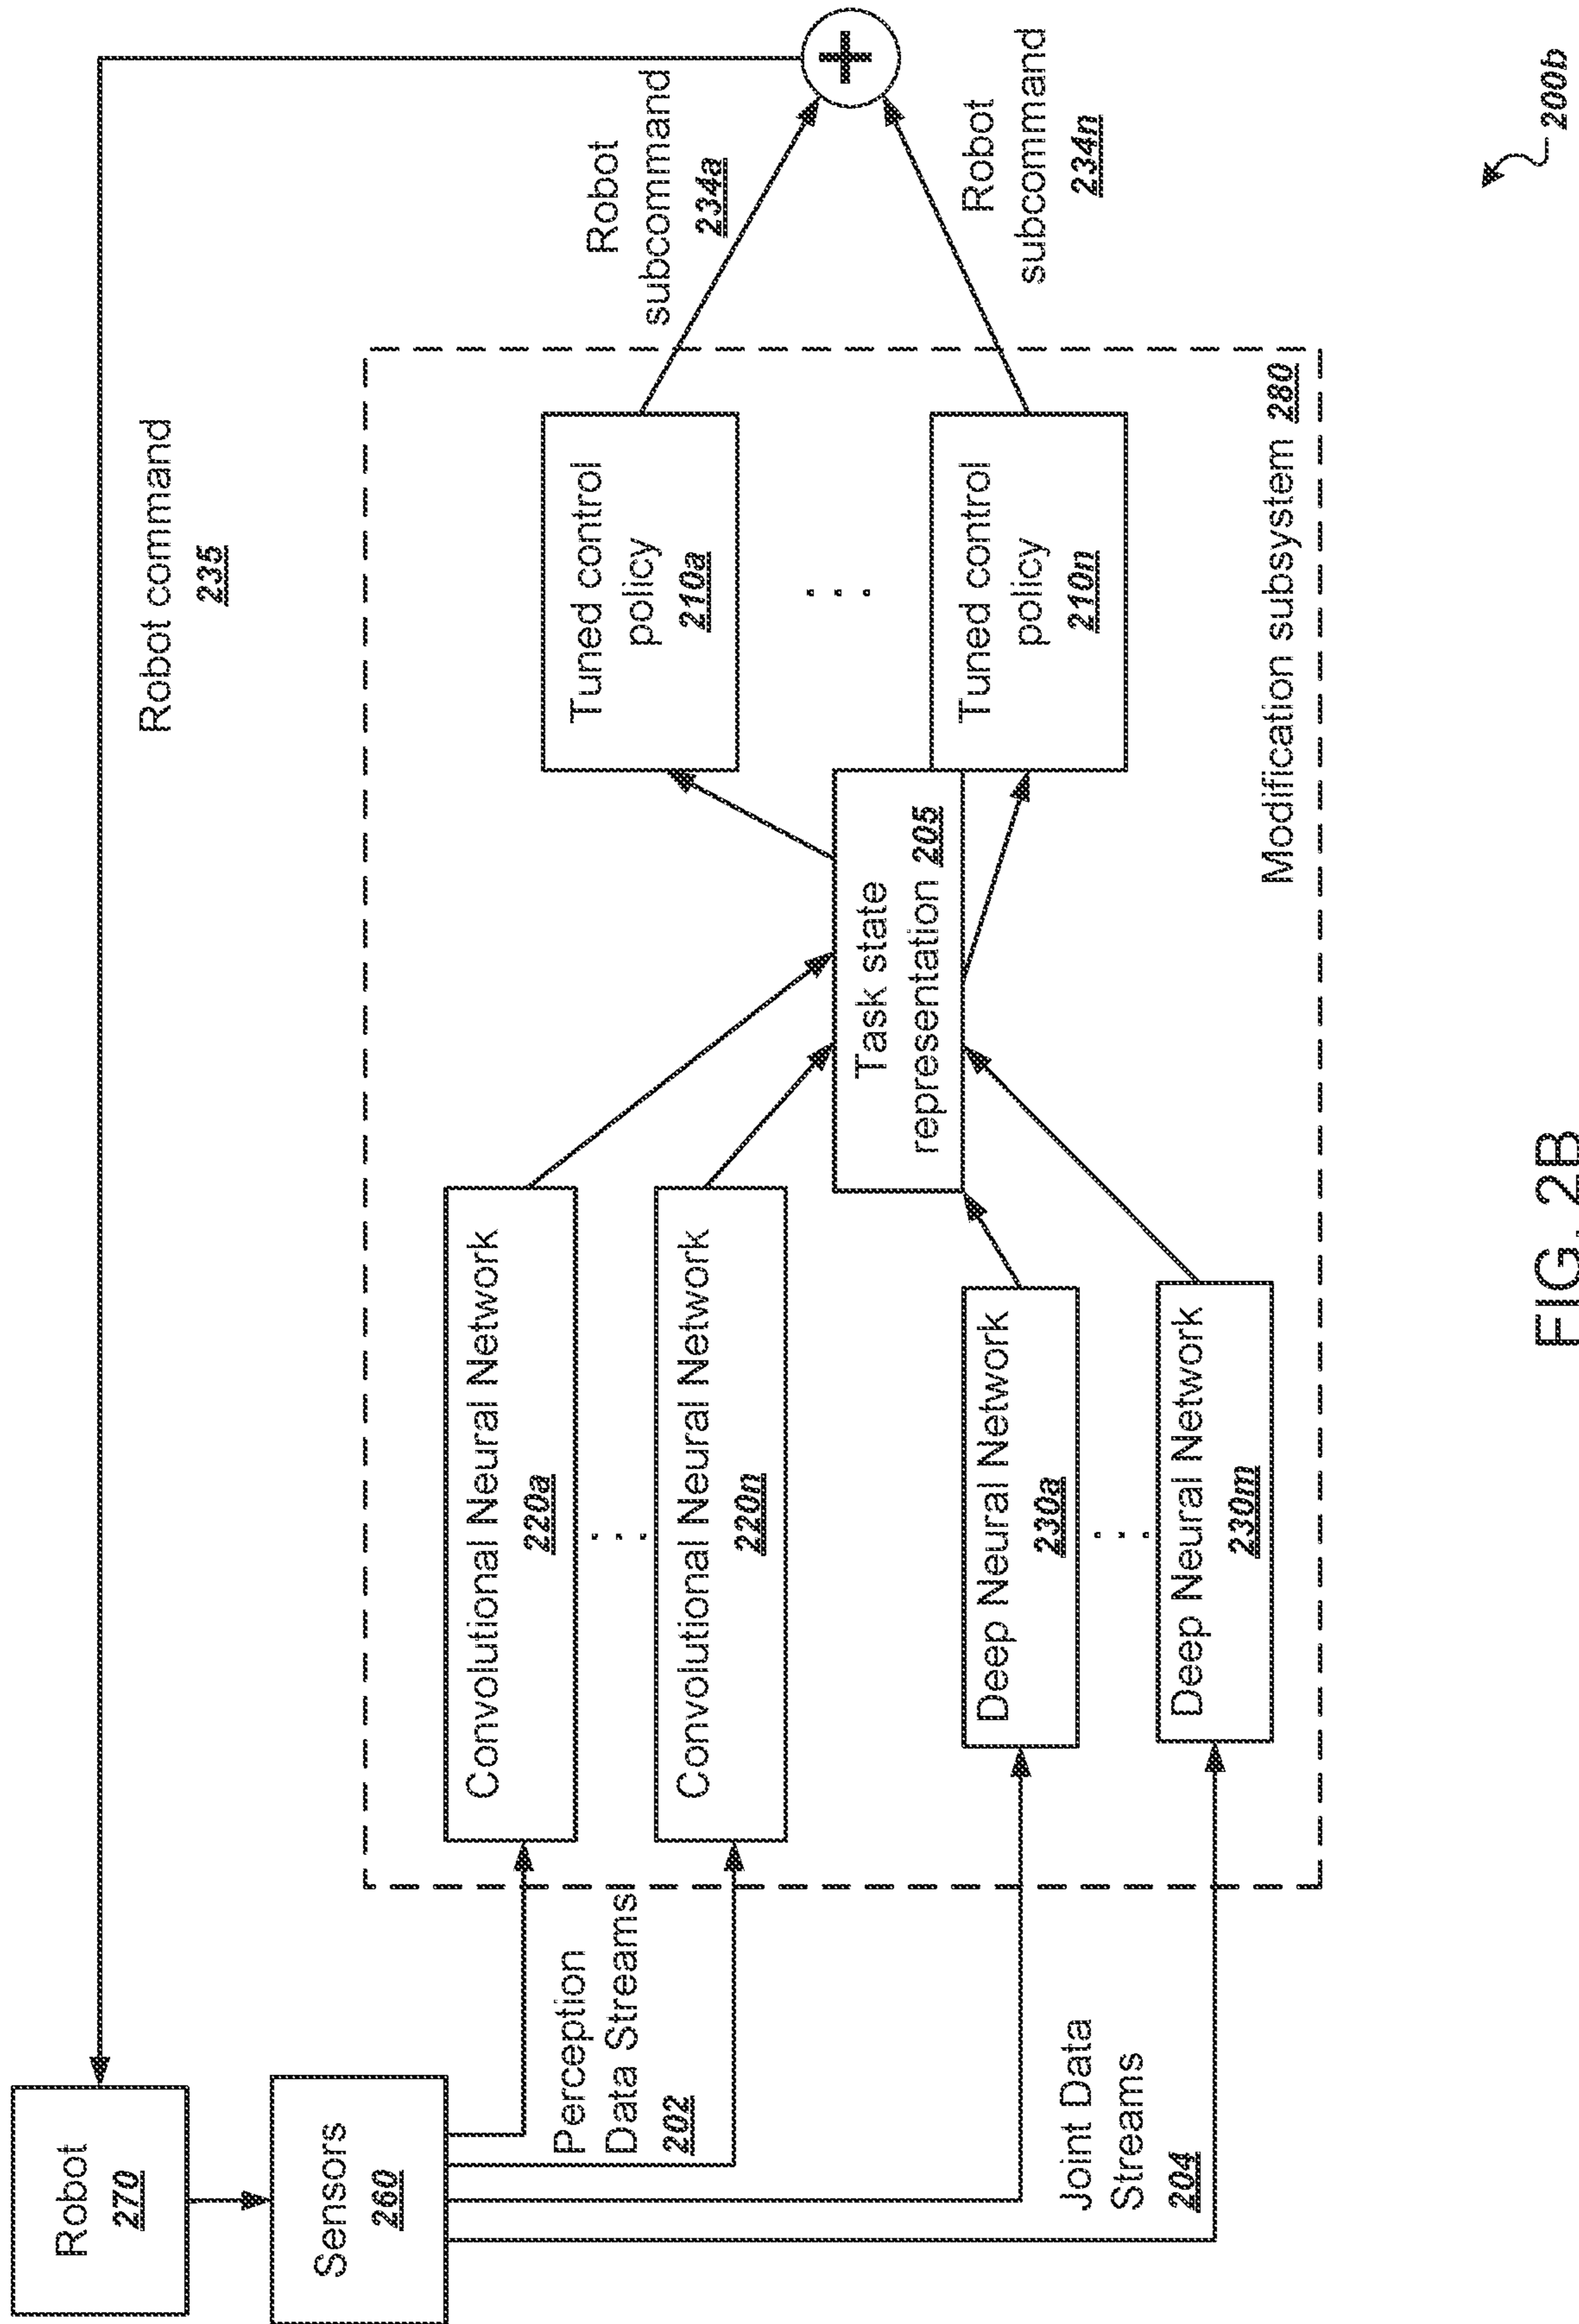 Robot
270
Robot command
235
Sensors
260
Perception
Data Streams
202
Joint Data
Streams
204
Convolutional Neural Network
220a
. . .
Convolutional Neural Network
220n
Deep Neural Network
230a
. . .
Deep Neural Network
230m
Task state
representation 205
Tuned control
policy
210a
. . .
Tuned control
policy
210n
Modification subsystem 280
Robot
subcommand
234a
Robot
subcommand
234n
+
200b
FIG. 2B